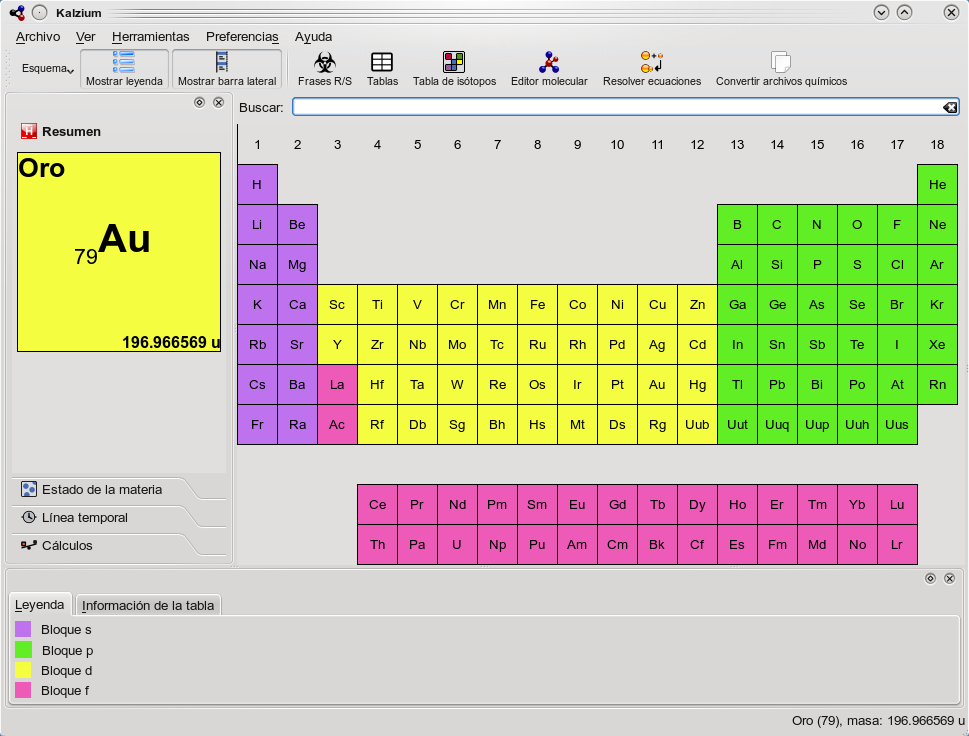 Kalzium
Archivo Ver Herramientas Preferencias Ayuda
Esquema Mostrar leyenda Mostrar barra lateral Frases R/S Tablas Tabla de isótopos Editor molecular Resolver ecuaciones Convertir archivos químicos
Buscar:
H Resumen
Oro
79Au
196.966569 u
1 2 3 4 5 6 7 8 9 10 11 12 13 14 15 16 17 18
H He
Li Be B C N O F Ne
Na Mg Al Si P S Cl Ar
K Ca Sc Ti V Cr Mn Fe Co Ni Cu Zn Ga Ge As Se Br Kr
Rb Sr Y Zr Nb Mo Tc Ru Rh Pd Ag Cd In Sn Sb Te I Xe
Cs Ba La Hf Ta W Re Os Ir Pt Au Hg Tl Pb Bi Po At Rn
Fr Ra Ac Rf Db Sg Bh Hs Mt Ds Rg Uub Uut Uuq Uup Uuh Uus
Ce Pr Nd Pm Sm Eu Gd Tb Dy Ho Er Tm Yb Lu
Th Pa U Np Pu Am Cm Bk Cf Es Fm Md No Lr
Estado de la materia
Línea temporal
Cálculos
Leyenda Información de la tabla
Bloque s
Bloque p
Bloque d
Bloque f
Oro (79), masa: 196.966569 u